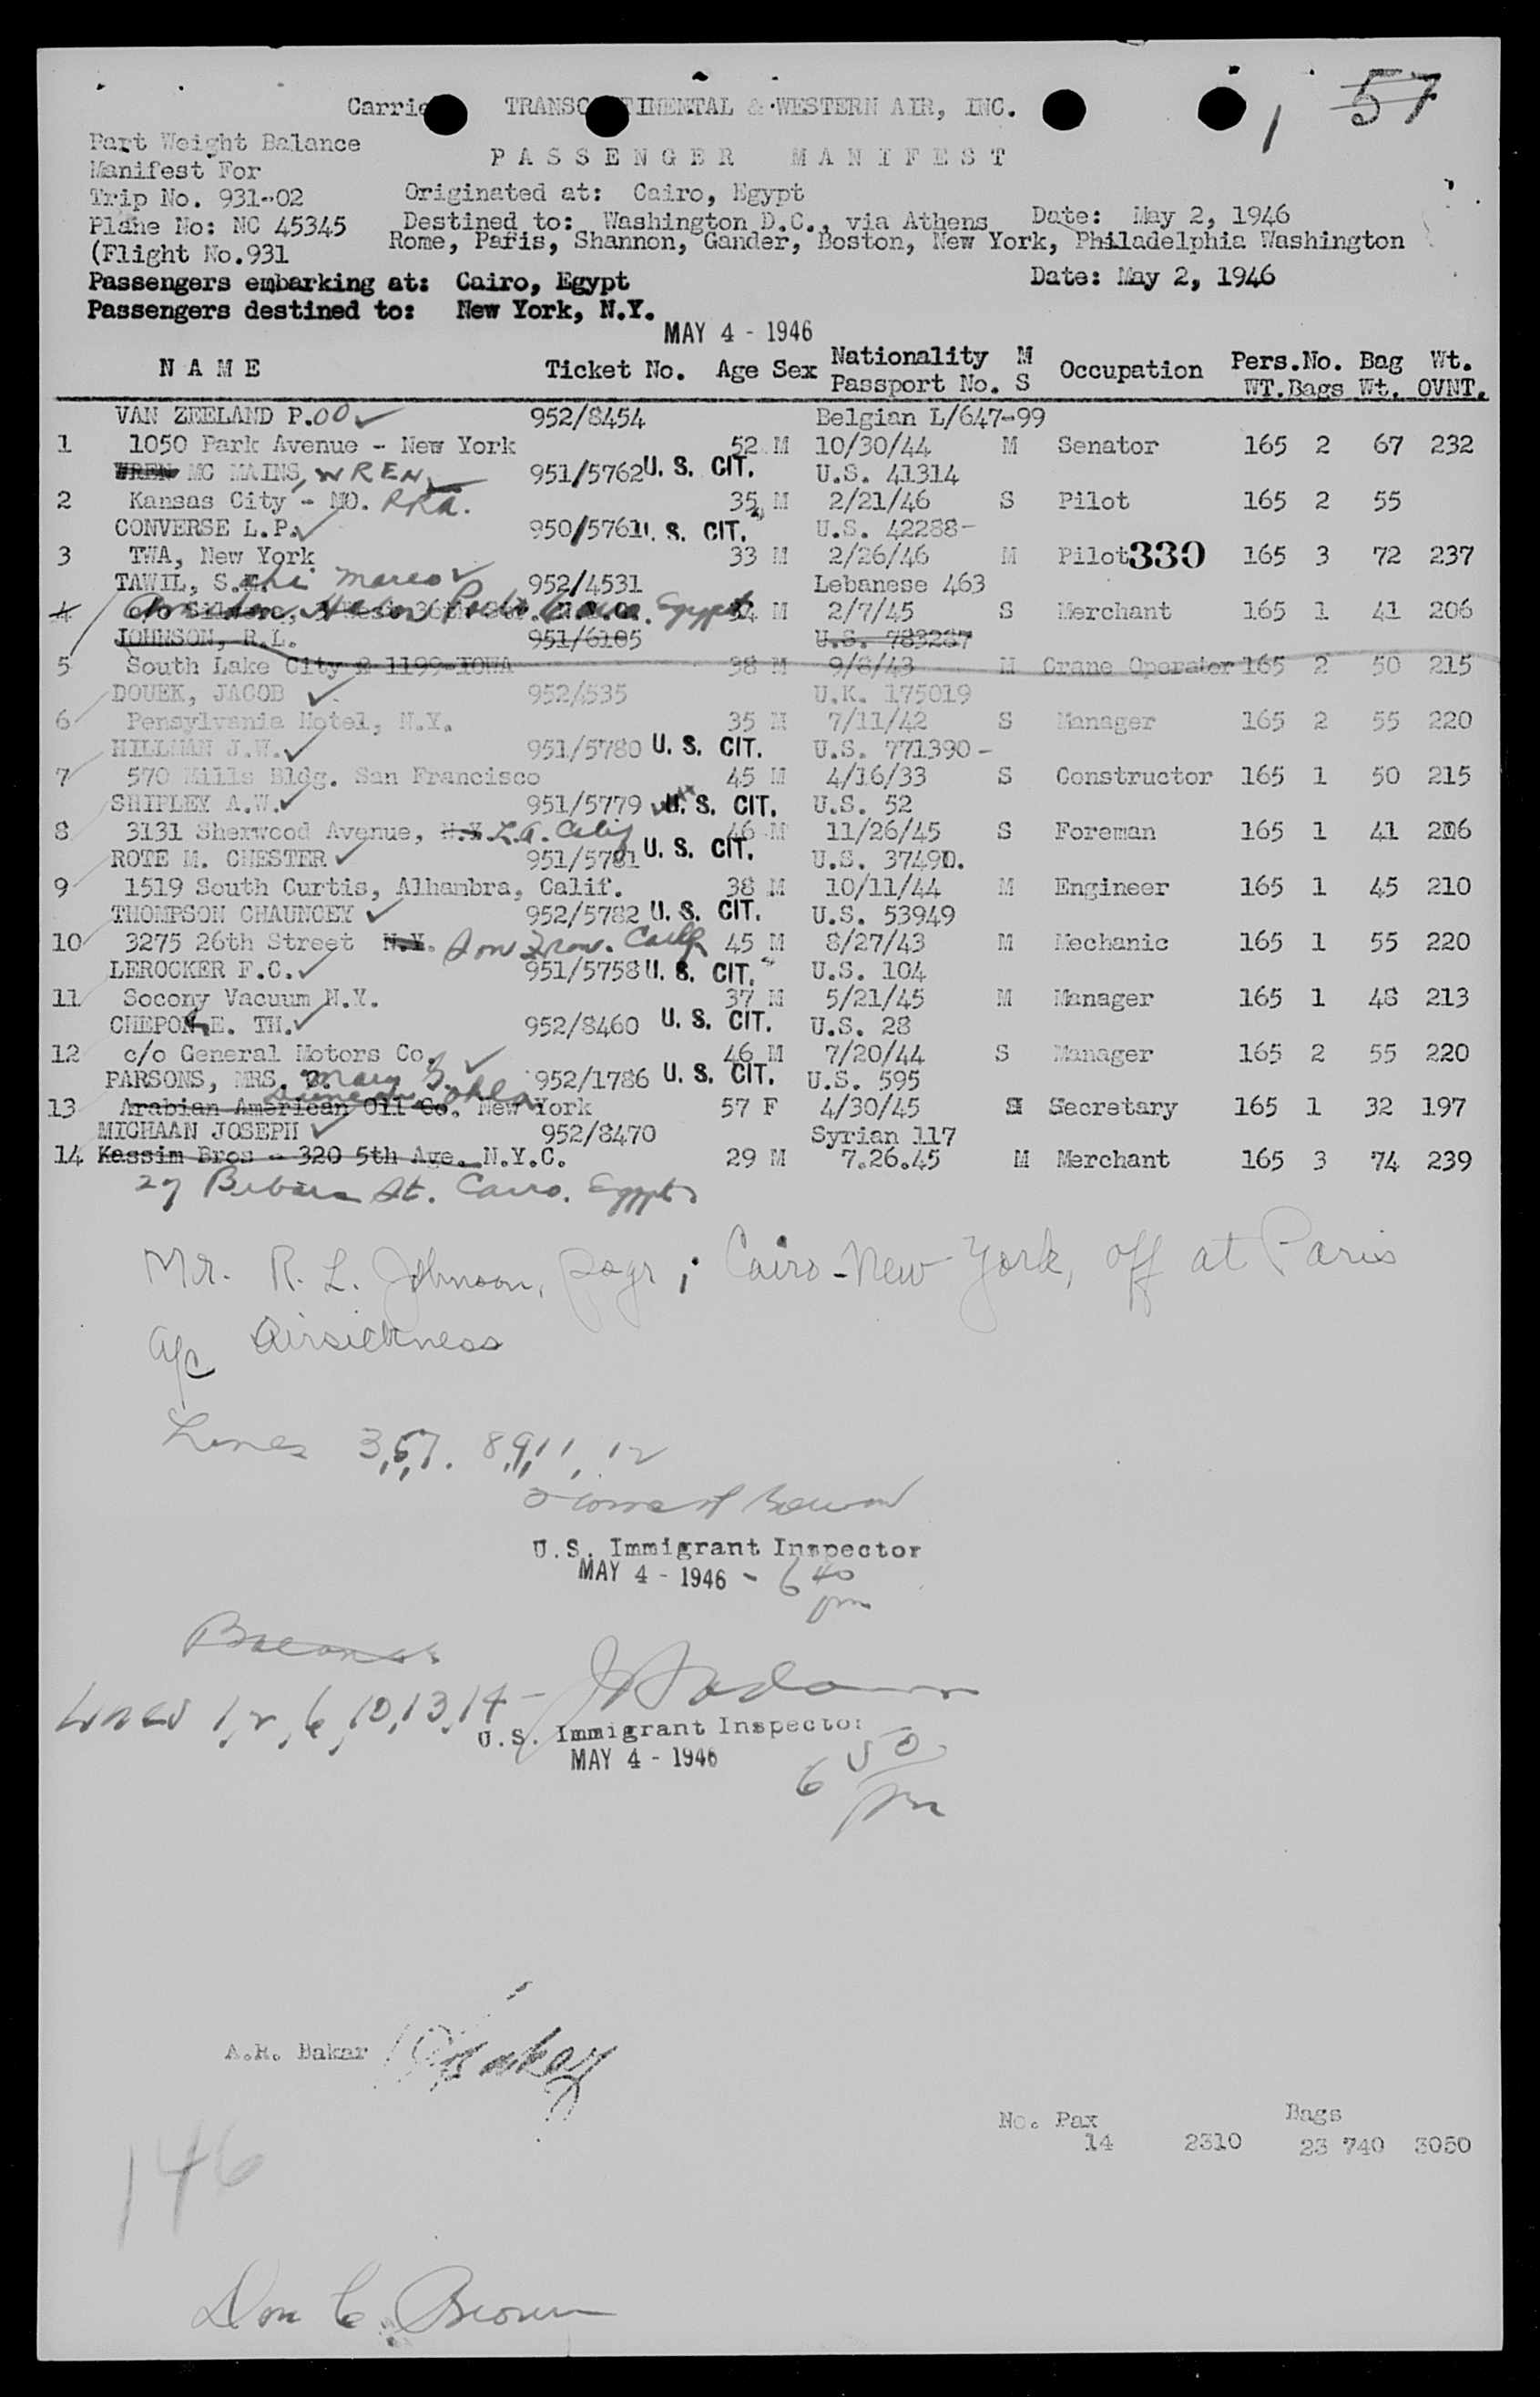 57
1
Carrie TRANSC TINENTAL & WESTERN AIR, INC.
Part Weight Balance
PASSENGER MANIFEST
Manifest For
Trip No. 931-02 Originated at: Cairo, Egypt
Plane No: NC 45345 Destined to: Washington D.C., via Athens Date: May 2, 1946
Rome, Paris, Shannon, Gander, Boston, New York, Philadelphia Washington
(Flight No.931
Passengers embarking at: Cairo, Egypt Date: May 2, 1946
Passengers destined to: New York, N.Y.
MAY 4 - 1946
NAME Ticket No. Age Sex Nationality Passport No. M S Occupation Pers. WT. No. Bags Bag Wt. Wt. OVNT.
VAN ZEELAND P. 952/8454 Belgian L/647-99
1 1050 Park Avenue - New York 52 M 10/30/44 M Senator 165 2 67 232
WREN MC MAINS, WREN 951/5762 U. S. CIT. U.S. 41314
2 Kansas City - MO. 35 M 2/21/46 S Pilot 165 2 55
CONVERSE L.P. 950/5761 U. S. CIT. U.S. 42288-
3 TWA, New York 33 M 2/26/46 M Pilot 330 165 3 72 237
TAWIL, S. Marco 952/4531 Lebanese 463
4 Cairo. Egypt 34 M 2/7/45 S Merchant 165 1 41 206
JOHNSON, R.L. 951/6105 U.S. 783287
5 South Lake City R 1199-IOWA 38 M 9/8/43 M Crane Operator 165 2 50 215
DOUEK, JACOB 952/535 U.K. 175019
6 Pensylvania Hotel, N.Y. 35 M 7/11/42 S Manager 165 2 55 220
HILLMAN J.W. 951/5780 U. S. CIT. U.S. 771390-
7 570 Mills Bldg. San Francisco 45 M 4/16/33 S Constructor 165 1 50 215
SHIPLEY A.W. 951/5779 U. S. CIT. U.S. 52
8 3131 Sherwood Avenue, N.Y. L.A. Calif 46 M 11/26/45 S Foreman 165 1 41 206
ROTE M. CHESTER 951/5781 U. S. CIT. U.S. 37490.
9 1519 South Curtis, Alhambra, Calif. 38 M 10/11/44 M Engineer 165 1 45 210
THOMPSON CHAUNCEY 952/5782 U. S. CIT. U.S. 53949
10 3275 26th Street N.Y. San Fran. Calif 45 M 8/27/43 M Mechanic 165 1 55 220
LEROCKER F.C. 951/5758 U. S. CIT. U.S. 104
11 Socony Vacuum N.Y. 37 M 5/21/45 M Manager 165 1 48 213
CHEPON E. TH. 952/8460 U. S. CIT. U.S. 28
12 c/o General Motors Co. 46 M 7/20/44 S Manager 165 2 55 220
PARSONS, MRS. Mary 952/1786 U. S. CIT. U.S. 595
13 Arabian American Oil Co. New York Okla 57 F 4/30/45 S Secretary 165 1 32 197
MICHAAN JOSEPH 952/8470 Syrian 117
14 Kassim Bros - 320 5th Ave. N.Y.C. 29 M 7.26.45 M Merchant 165 3 74 239
27 St. Cairo. Egypt
Mr. R. L. Johnson, psgr; Cairo-New York, off at Paris
a/c Airsickness
Lines 3,5,7. 8,9,11, 12
U.S. Immigrant Inspector
MAY 4 - 1946 - 6 40 pm
Lines 1,2,6,10,13,14-
U.S. Immigrant Inspector
MAY 4 - 1946
6 50 pm
A.R. Bakar
No. Pax Bags
14 2310 23 740 3050
146
Don C. Brown